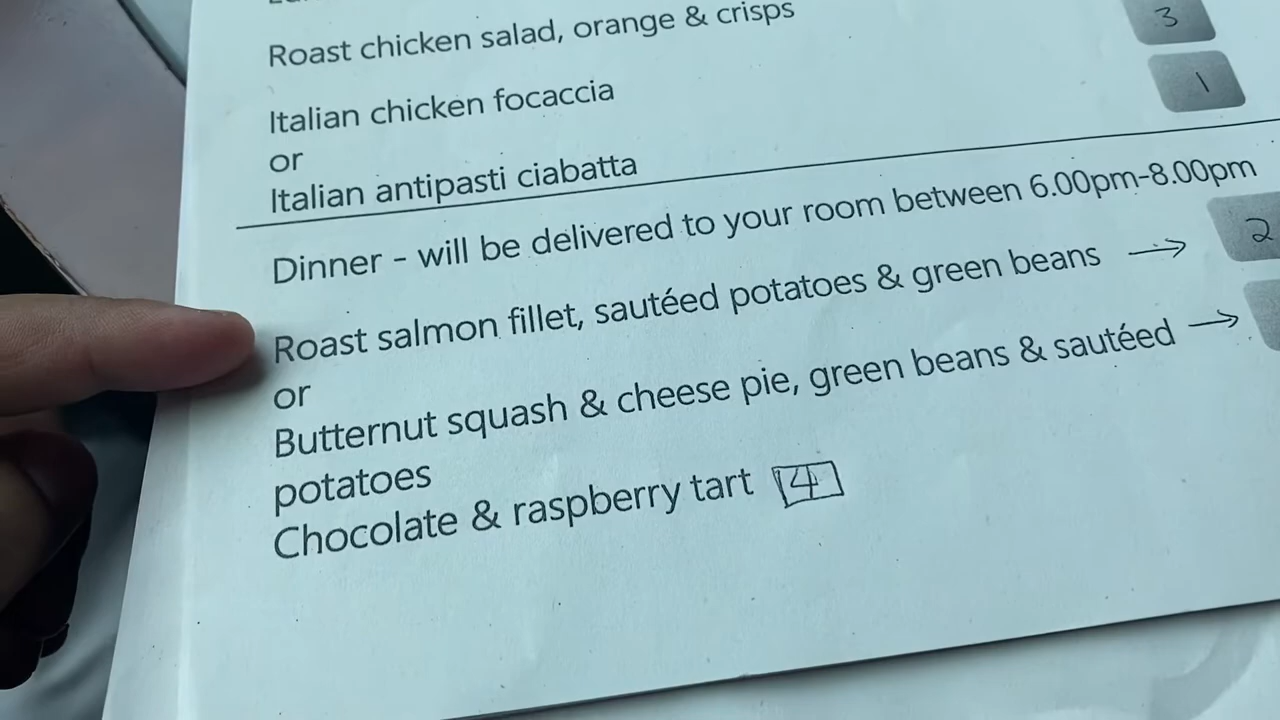 Roast chicken salad, orange & crisps 3
Italian chicken focaccia 1
or
Italian antipasti ciabatta
Dinner - will be delivered to your room between 6.00pm-8.00pm
Roast salmon fillet, sautéed potatoes & green beans → 2
or
Butternut squash & cheese pie, green beans & sautéed →
potatoes
Chocolate & raspberry tart 4